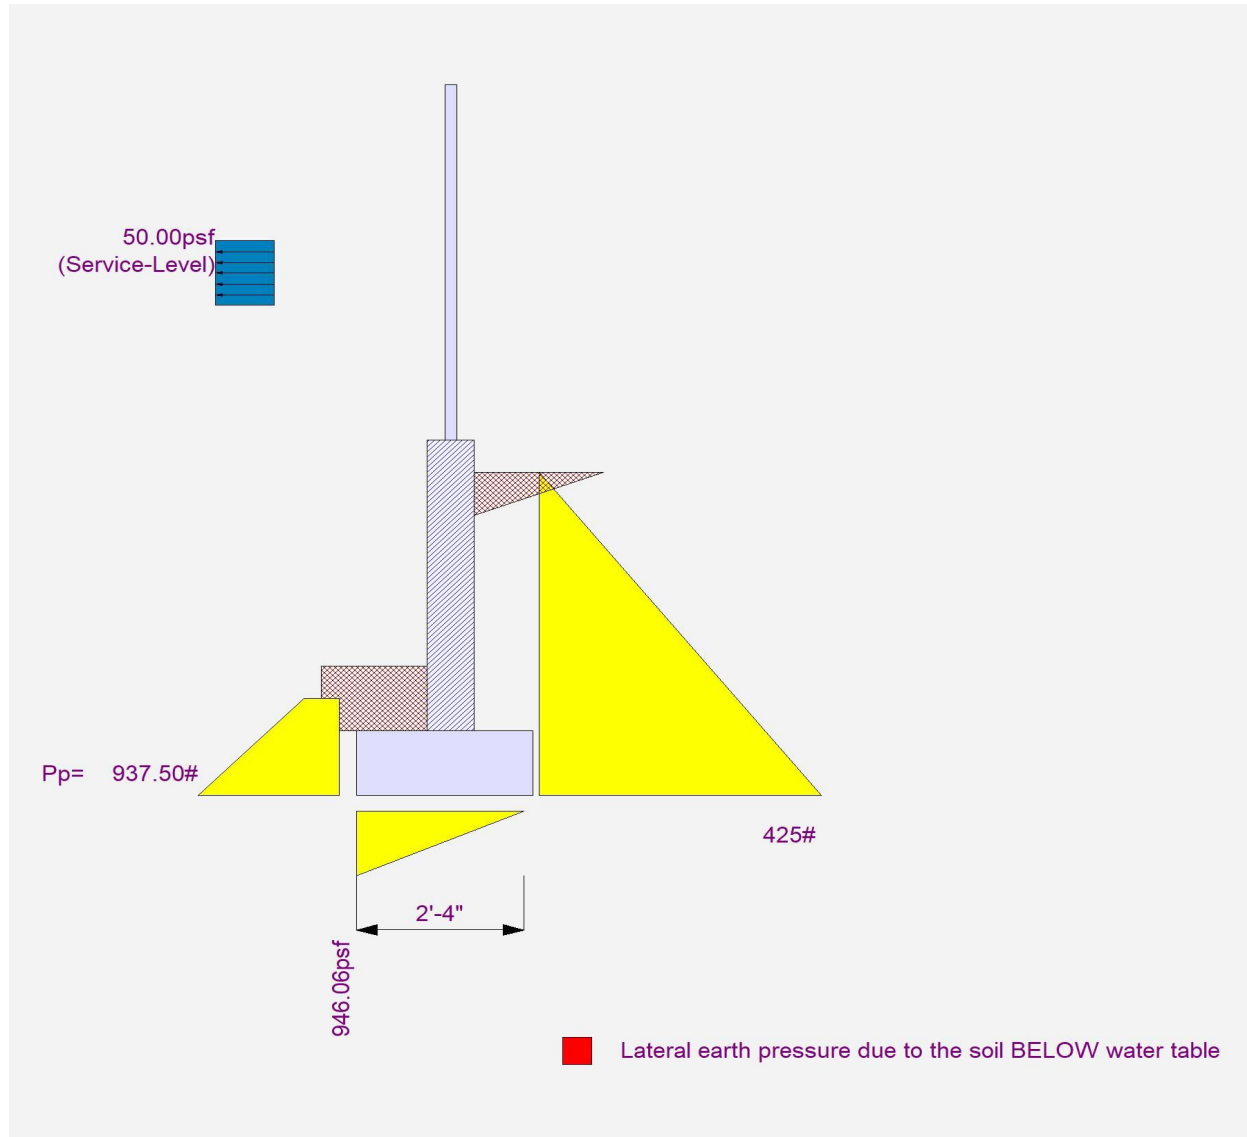 50.00psf
(Service-Level)
Pp= 937.50#
425#
2'-4"
946.06psf
Lateral earth pressure due to the soil BELOW water table